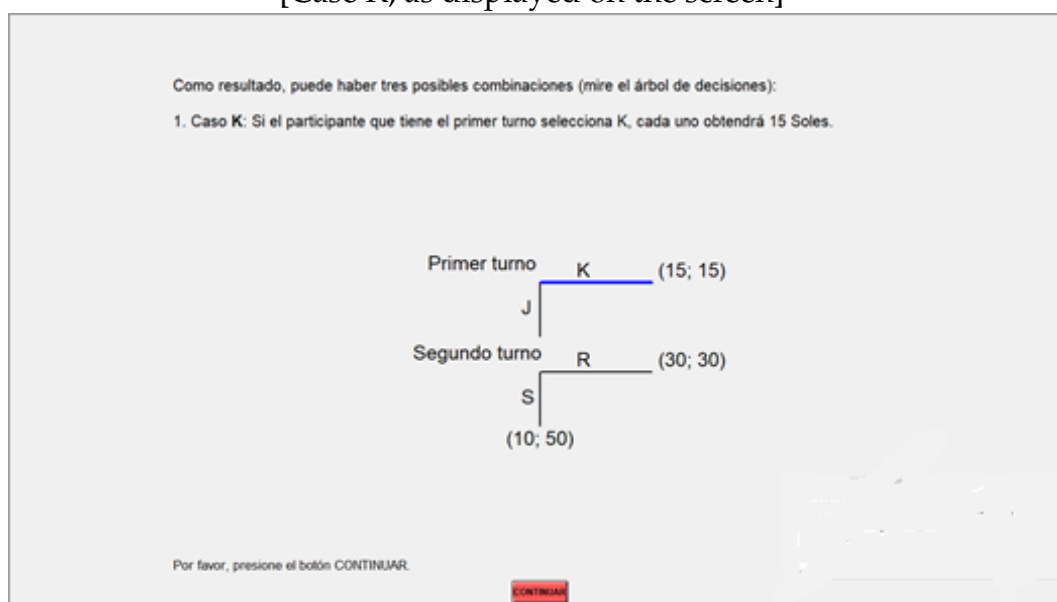 [Case K, as displayed on the screen]
Como resultado, puede haber tres posibles combinaciones (mire el árbol de decisiones):
1. Caso K: Si el participante que tiene el primer turno selecciona K, cada uno obtendrá 15 Soles.
Primer turno K (15; 15)
J
Segundo turno R (30; 30)
S
(10; 50)
Por favor, presione el botón CONTINUAR.
CONTINUAR